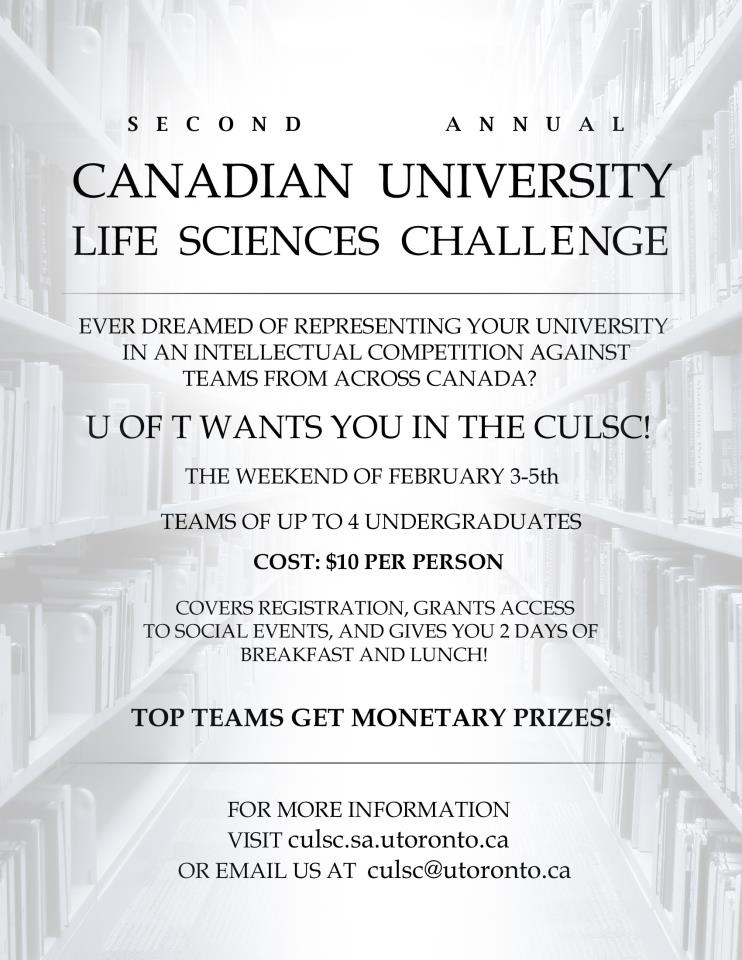 SECOND ANNUAL
CANADIAN UNIVERSITY
LIFE SCIENCES CHALLENGE
EVER DREAMED OF REPRESENTING YOUR UNIVERSITY
IN AN INTELLECTUAL COMPETITION AGAINST
TEAMS FROM ACROSS CANADA?
U OF T WANTS YOU IN THE CULSC!
THE WEEKEND OF FEBRUARY 3-5th
TEAMS OF UP TO 4 UNDERGRADUATES
COST: $10 PER PERSON
COVERS REGISTRATION, GRANTS ACCESS
TO SOCIAL EVENTS, AND GIVES YOU 2 DAYS OF
BREAKFAST AND LUNCH!
TOP TEAMS GET MONETARY PRIZES!
FOR MORE INFORMATION
VISIT culsc.sa.utoronto.ca
OR EMAIL US AT culsc@utoronto.ca